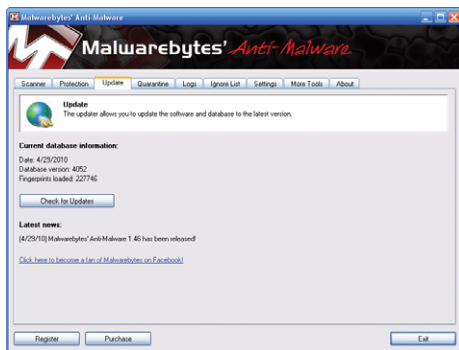 Malwarebytes' Anti-Malware
Malwarebytes' Anti-Malware
Scanner Protection Update Quarantine Logs Ignore List Settings More Tools About
Update
The updater allows you to update the software and database to the latest version.
Current database information:
Date: 4/29/2010
Database version: 4052
Fingerprints loaded: 227746
Check for Updates
Latest news:
[4/29/10] Malwarebytes' Anti-Malware 1.46 has been released!
Click here to become a fan of Malwarebytes on Facebook!
Register Purchase Exit